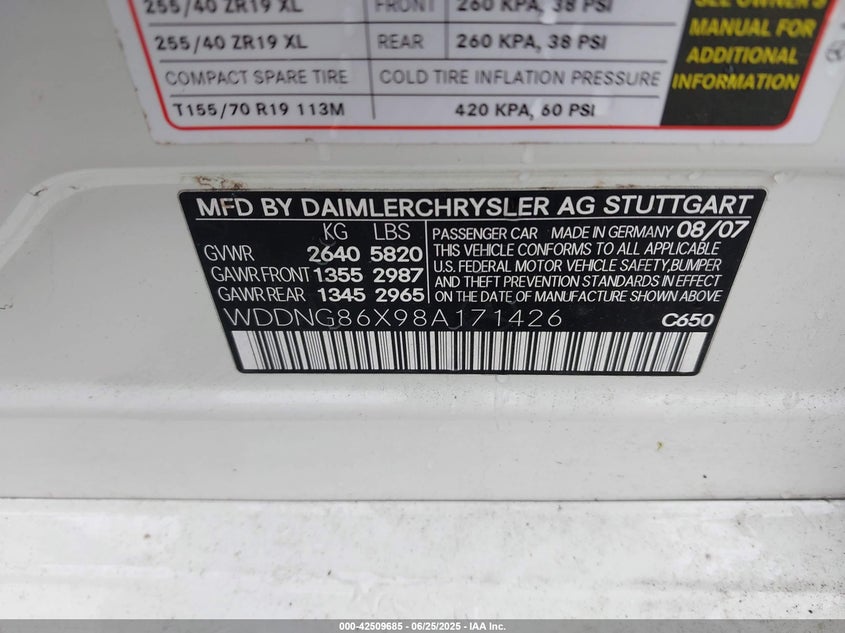 255/40 ZR19 XL FRONT 260 KPA, 38 PSI
255/40 ZR19 XL REAR 260 KPA, 38 PSI
COMPACT SPARE TIRE COLD TIRE INFLATION PRESSURE
T155/70 R19 113M 420 KPA, 60 PSI
SEE OWNER'S
MANUAL FOR
ADDITIONAL
INFORMATION
MFD BY DAIMLERCHRYSLER AG STUTTGART
KG LBS
GVWR 2640 5820
GAWR FRONT 1355 2987
GAWR REAR 1345 2965
PASSENGER CAR MADE IN GERMANY 08/07
THIS VEHICLE CONFORMS TO ALL APPLICABLE
U.S. FEDERAL MOTOR VEHICLE SAFETY,BUMPER
AND THEFT PREVENTION STANDARDS IN EFFECT
ON THE DATE OF MANUFACTURE SHOWN ABOVE
WDDNG86X98A171426 C650
000-42509685 - 06/25/2025 - IAA Inc.